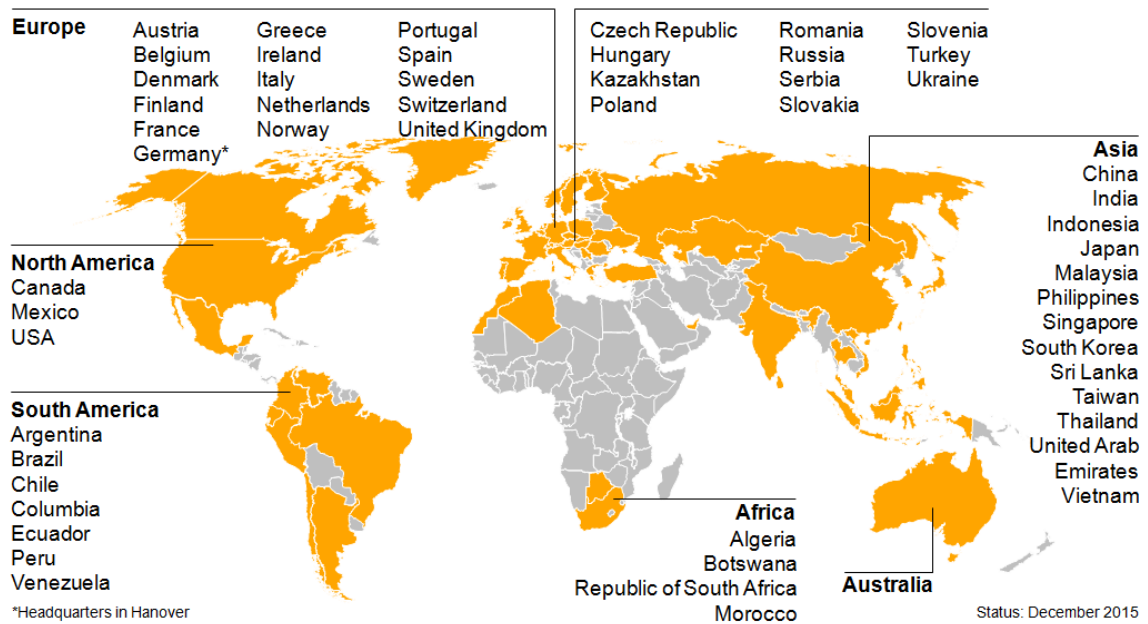 Europe
Austria
Belgium
Denmark
Finland
France
Germany*
Greece
Ireland
Italy
Netherlands
Norway
Portugal
Spain
Sweden
Switzerland
United Kingdom
Czech Republic
Hungary
Kazakhstan
Poland
Romania
Russia
Serbia
Slovakia
Slovenia
Turkey
Ukraine
Asia
China
India
Indonesia
Japan
Malaysia
Philippines
Singapore
South Korea
Sri Lanka
Taiwan
Thailand
United Arab
Emirates
Vietnam
North America
Canada
Mexico
USA
South America
Argentina
Brazil
Chile
Columbia
Ecuador
Peru
Venezuela
Africa
Algeria
Botswana
Republic of South Africa
Morocco
Australia
*Headquarters in Hanover
Status: December 2015